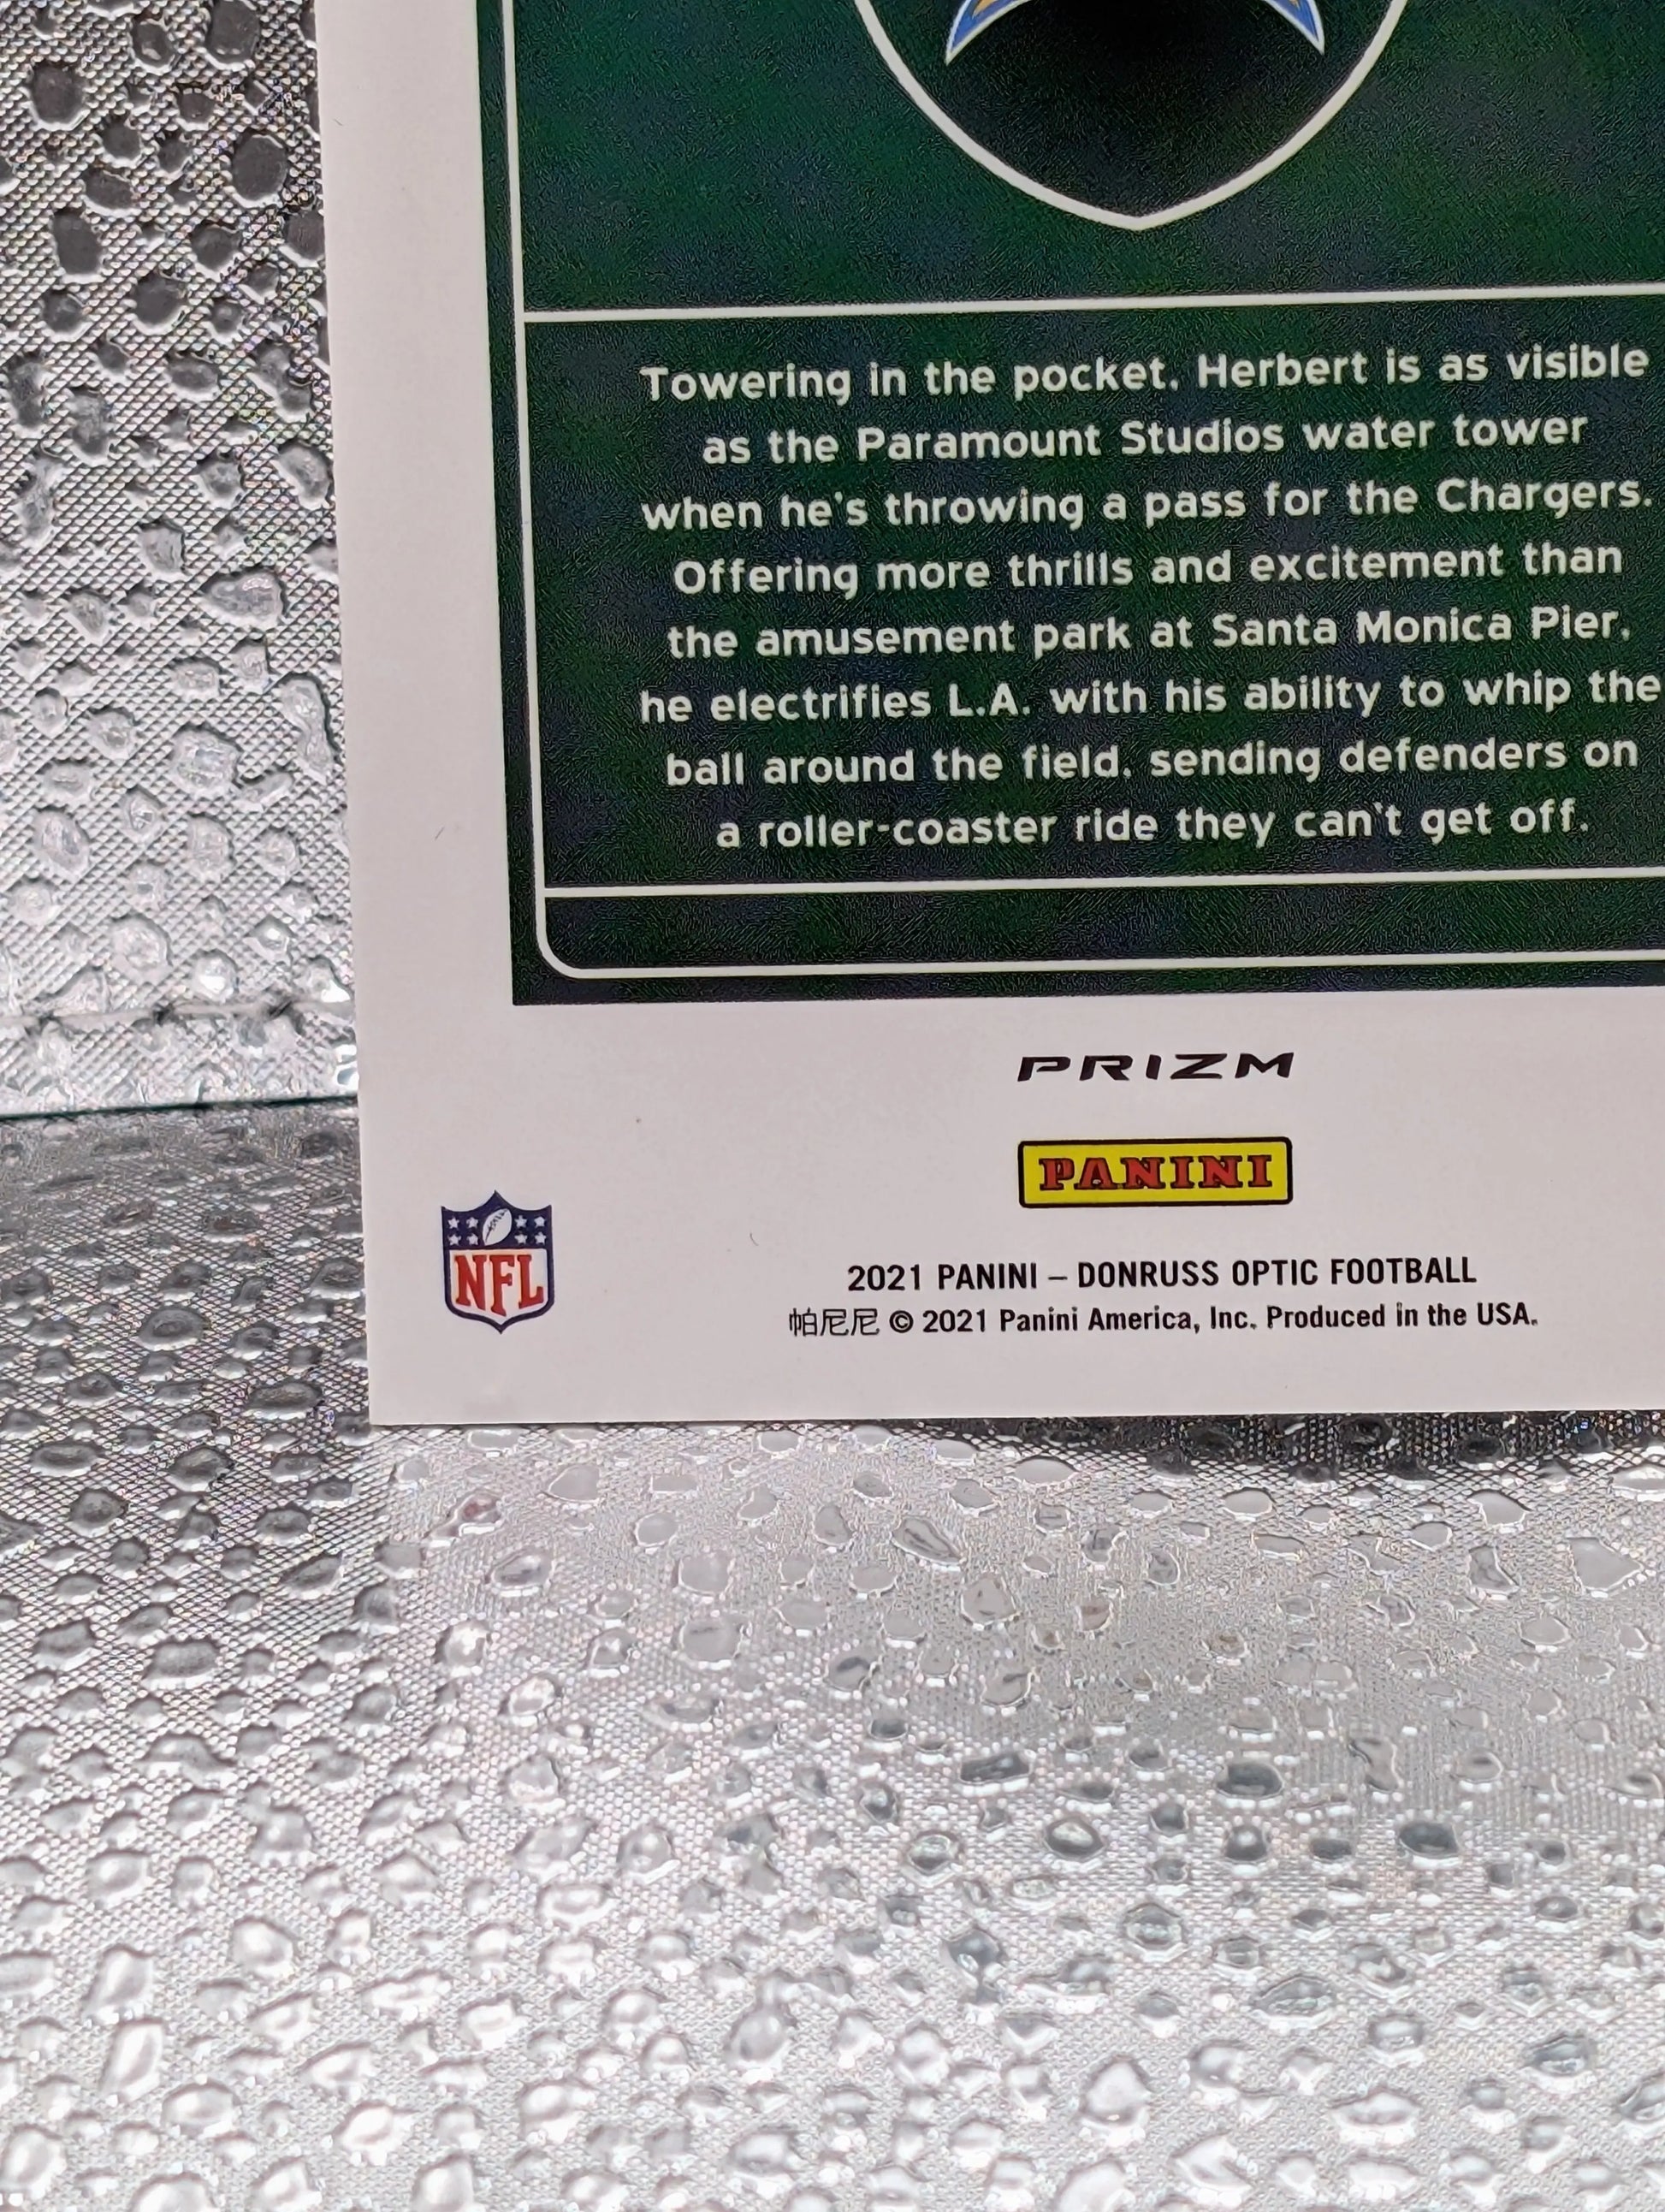 Towering in the pocket, Herbert is as visible
as the Paramount Studios water tower
when he's throwing a pass for the Chargers.
Offering more thrills and excitement than
the amusement park at Santa Monica Pier,
he electrifies L.A. with his ability to whip the
ball around the field, sending defenders on
a roller-coaster ride they can't get off.
PRIZM
PANINI
NFL
2021 PANINI – DONRUSS OPTIC FOOTBALL
帕尼尼 © 2021 Panini America, Inc. Produced in the USA.